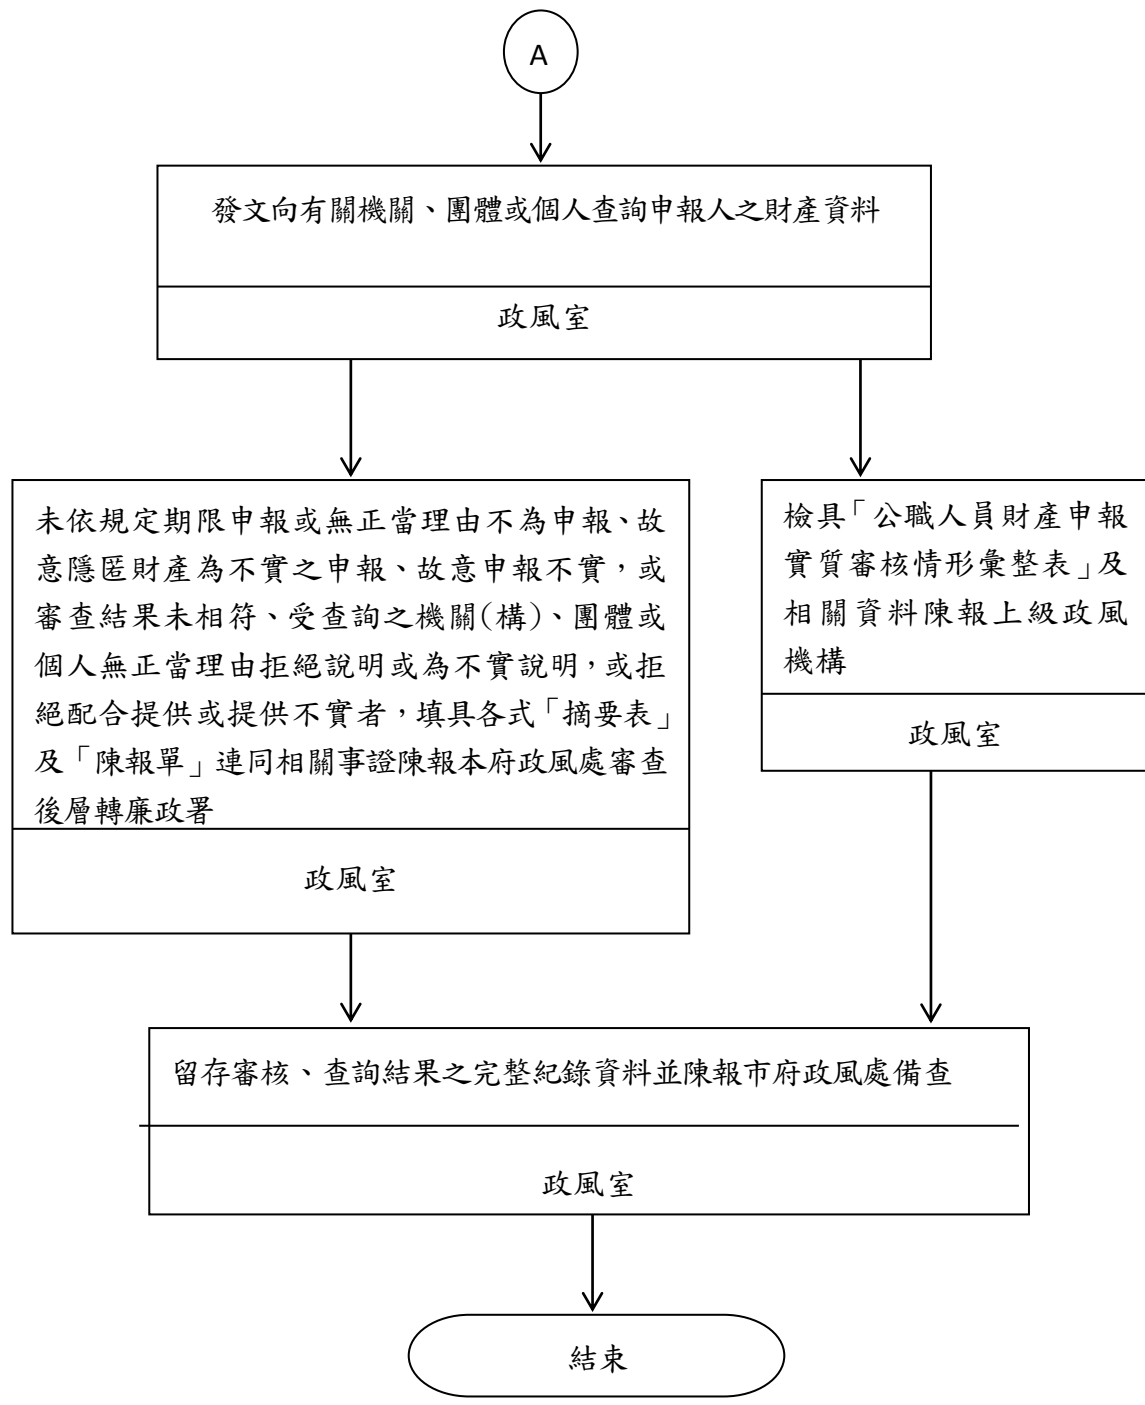 A
發文向有關機關、團體或個人查詢申報人之財產資料
政風室
未依規定期限申報或無正當理由不為申報、故
意隱匿財產為不實之申報、故意申報不實，或
審查結果未相符、受查詢之機關(構)、團體或
個人無正當理由拒絕說明或為不實說明，或拒
絕配合提供或提供不實者，填具各式「摘要表」
及「陳報單」連同相關事證陳報本府政風處審查
後層轉廉政署
政風室
檢具「公職人員財產申報
實質審核情形彙整表」及
相關資料陳報上級政風
機構
政風室
留存審核、查詢結果之完整紀錄資料並陳報市府政風處備查
政風室
結束